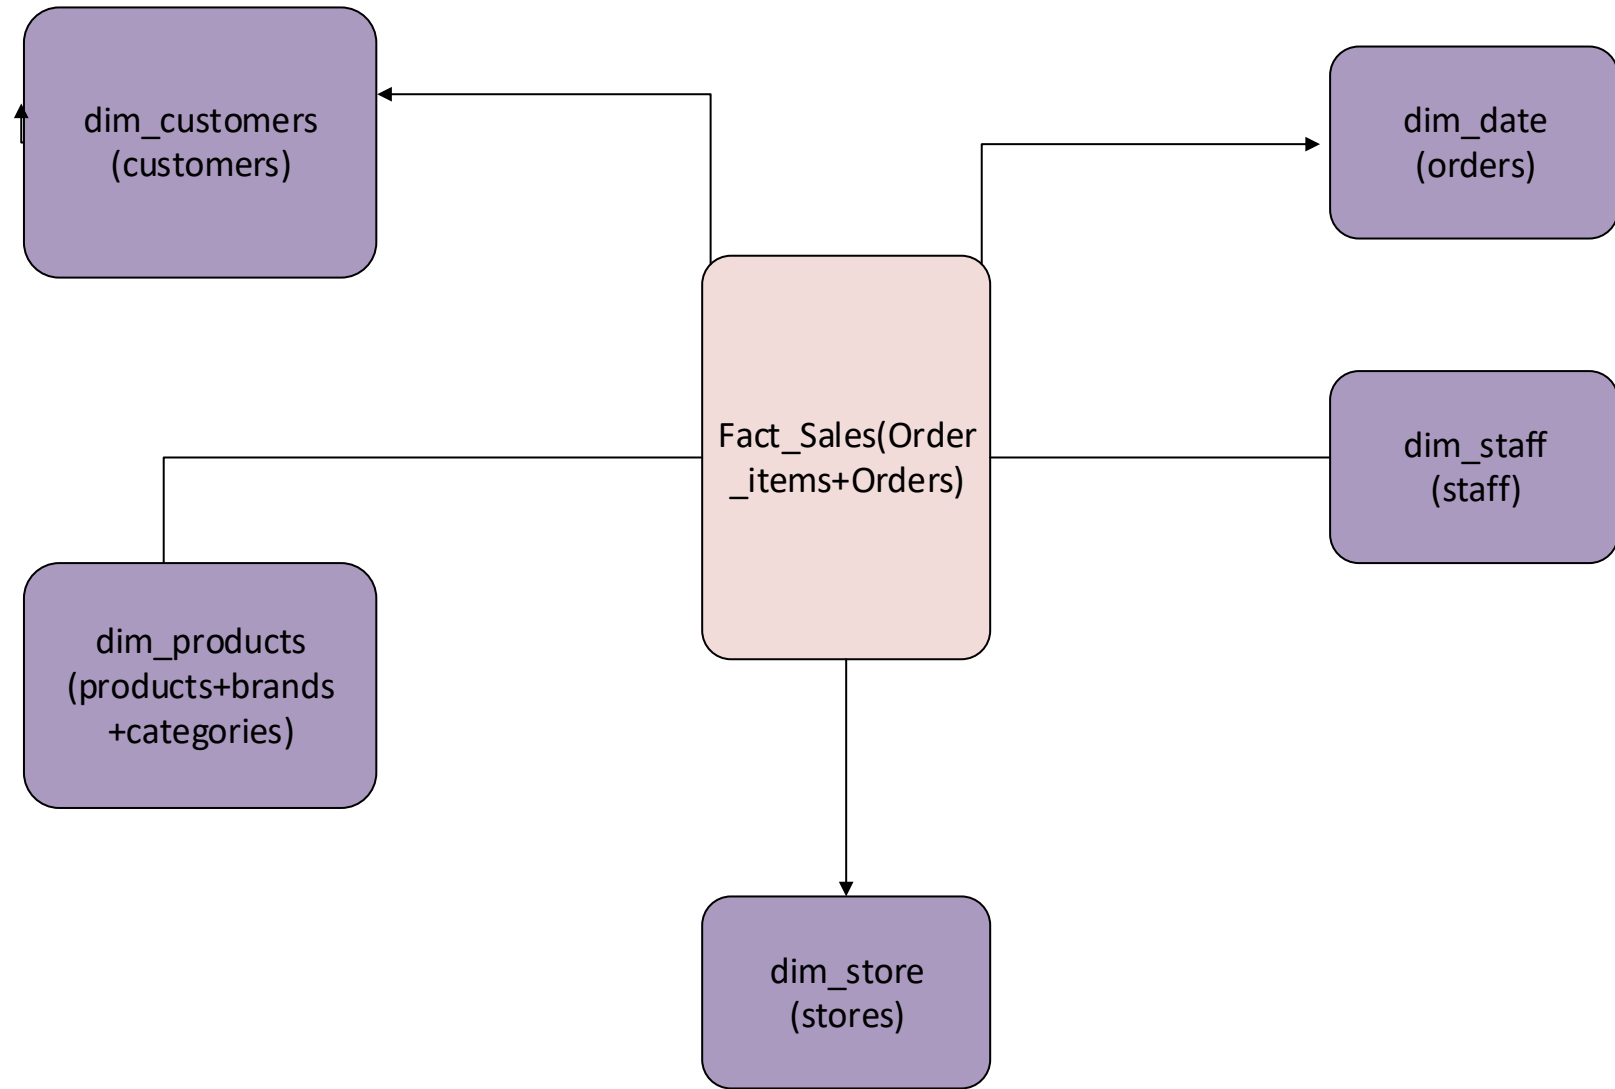 dim_customers
(customers)
dim_date
(orders)
Fact_Sales(Order
_items+Orders)
dim_staff
(staff)
dim_products
(products+brands
+categories)
dim_store
(stores)